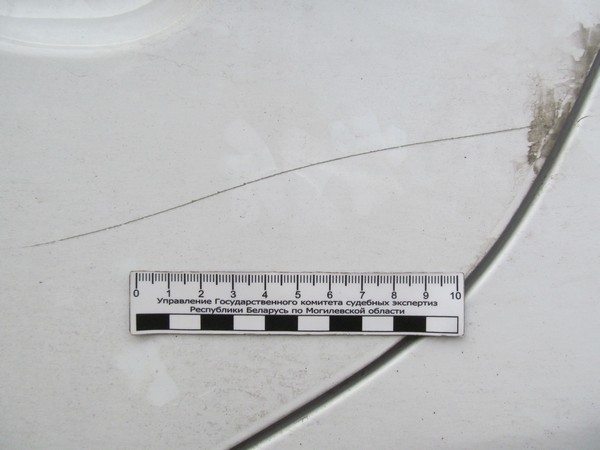 0 1 2 3 4 5 6 7 8 9 10
Управление Государственного комитета судебных экспертиз
Республики Беларусь по Могилевской области